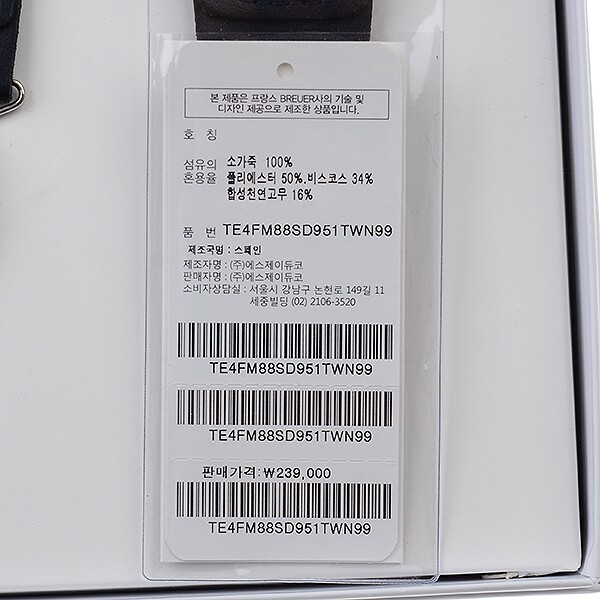 본 제품은 프랑스 BREUER사의 기술 및
디자인 제공으로 제조한 상품입니다.
호 칭
섬유의 소가죽 100%
혼용율 폴리에스터 50%.비스코스 34%
합성천연고무 16%
품 번 TE4FM88SD951TWN99
제조국명 : 스페인
제조자명 : (주)에스제이듀코
판매자명 : (주)에스제이듀코
소비자상담실 : 서울시 강남구 논현로 149길 11
세중빌딩 (02) 2106-3520
TE4FM88SD951TWN99
TE4FM88SD951TWN99
판매가격:₩239,000
TE4FM88SD951TWN99